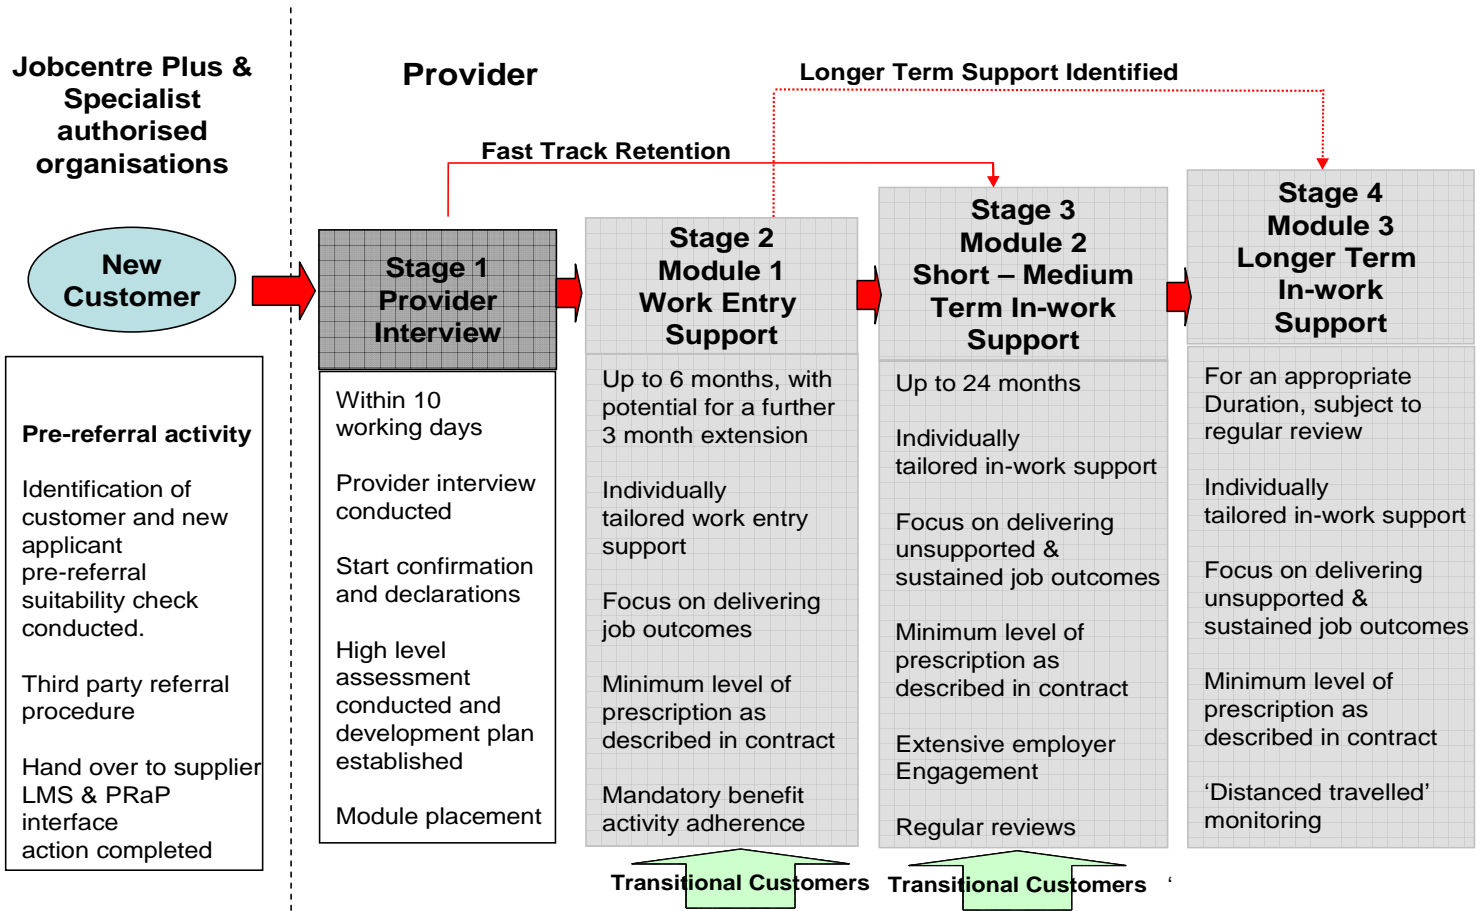 Jobcentre Plus &
Specialist
authorised
organisations
Provider
Longer Term Support Identified
Fast Track Retention
New
Customer
Pre-referral activity
Identification of
customer and new
applicant
pre-referral
suitability check
conducted.
Third party referral
procedure
Hand over to supplier
LMS & PRaP
interface
action completed
Stage 1
Provider
Interview
Within 10
working days
Provider interview
conducted
Start confirmation
and declarations
High level
assessment
conducted and
development plan
established
Module placement
Stage 2
Module 1
Work Entry
Support
Up to 6 months, with
potential for a further
3 month extension
Individually
tailored work entry
support
Focus on delivering
job outcomes
Minimum level of
prescription as
described in contract
Mandatory benefit
activity adherence
Transitional Customers
Stage 3
Module 2
Short – Medium
Term In-work
Support
Up to 24 months
Individually
tailored in-work support
Focus on delivering
unsupported &
sustained job outcomes
Minimum level of
prescription as
described in contract
Extensive employer
Engagement
Regular reviews
Transitional Customers ‘
Stage 4
Module 3
Longer Term
In-work
Support
For an appropriate
Duration, subject to
regular review
Individually
tailored in-work support
Focus on delivering
unsupported &
sustained job outcomes
Minimum level of
prescription as
described in contract
‘Distanced travelled’
monitoring